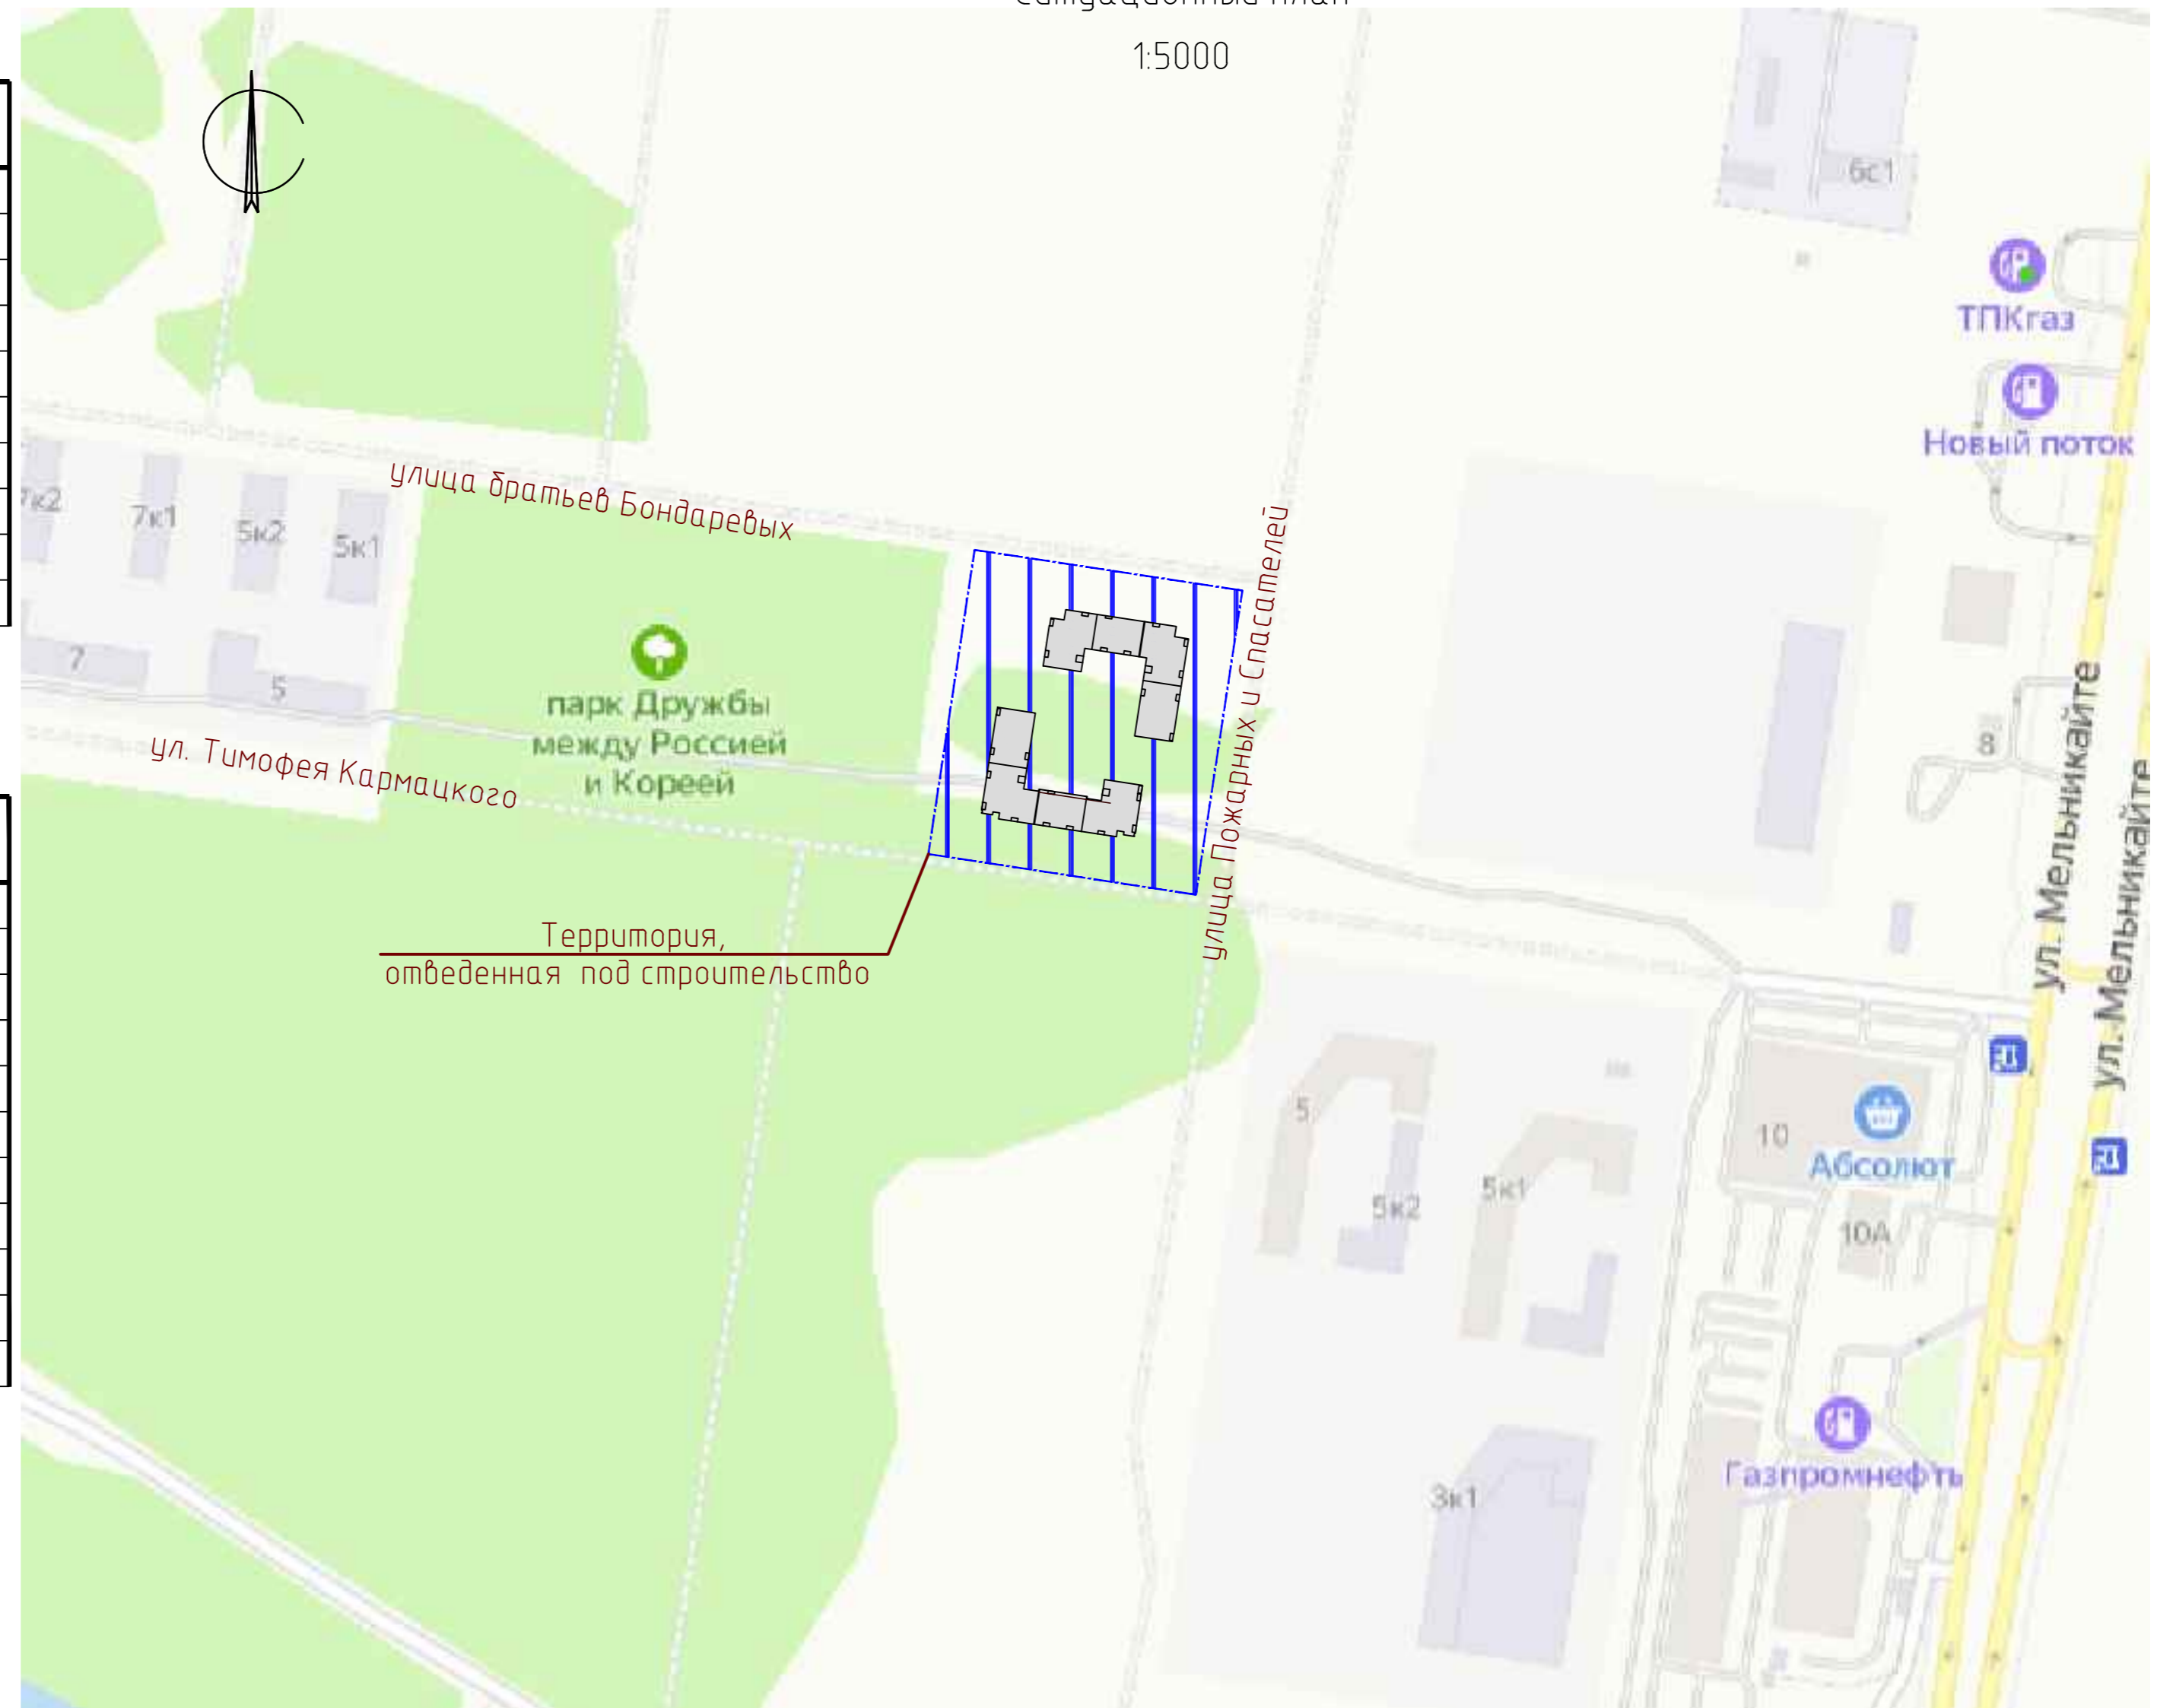 1:5000
6с1
ТПКгаз
Новый поток
улица братьев Бондаревых
7к2
7к1
5к2
5к1
улица Пожарных и Спасателей
7
5
парк Дружбы
между Россией
и Кореей
ул. Тимофея Кармацкого
8
ул. Мельникайте
ул. Мельникайте
Территория,
отведенная под строительство
5
5к2
5к1
10
Абсолют
10А
Газпромнефть
3к1